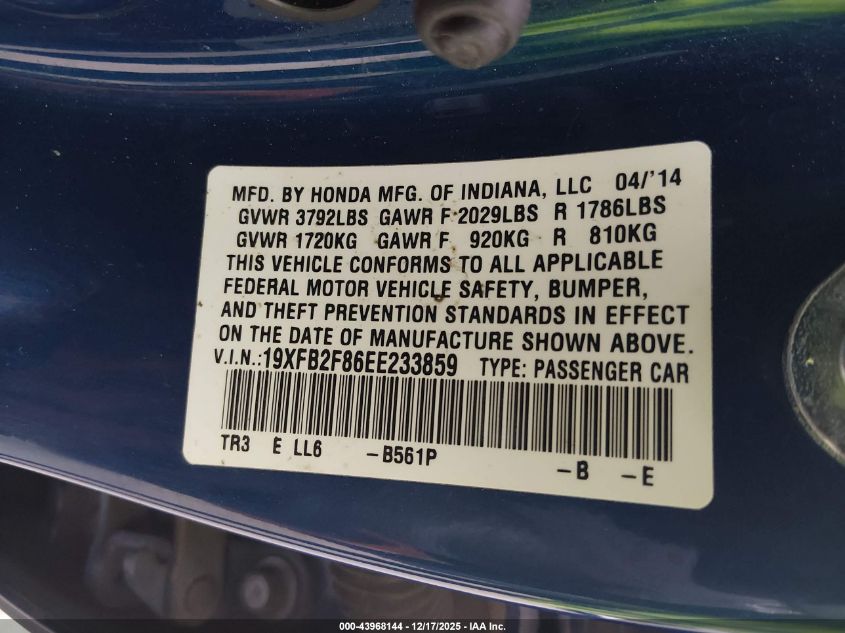 MFD. BY HONDA MFG. OF INDIANA, LLC 04/'14
GVWR 3792LBS GAWR F 2029LBS R 1786LBS
GVWR 1720KG GAWR F 920KG R 810KG
THIS VEHICLE CONFORMS TO ALL APPLICABLE
FEDERAL MOTOR VEHICLE SAFETY, BUMPER,
AND THEFT PREVENTION STANDARDS IN EFFECT
ON THE DATE OF MANUFACTURE SHOWN ABOVE.
V.I.N.:19XFB2F86EE233859 TYPE: PASSENGER CAR
TR3 E LL6 -B561P -B -E
000-43968144 - 12/17/2025 - IAA Inc.